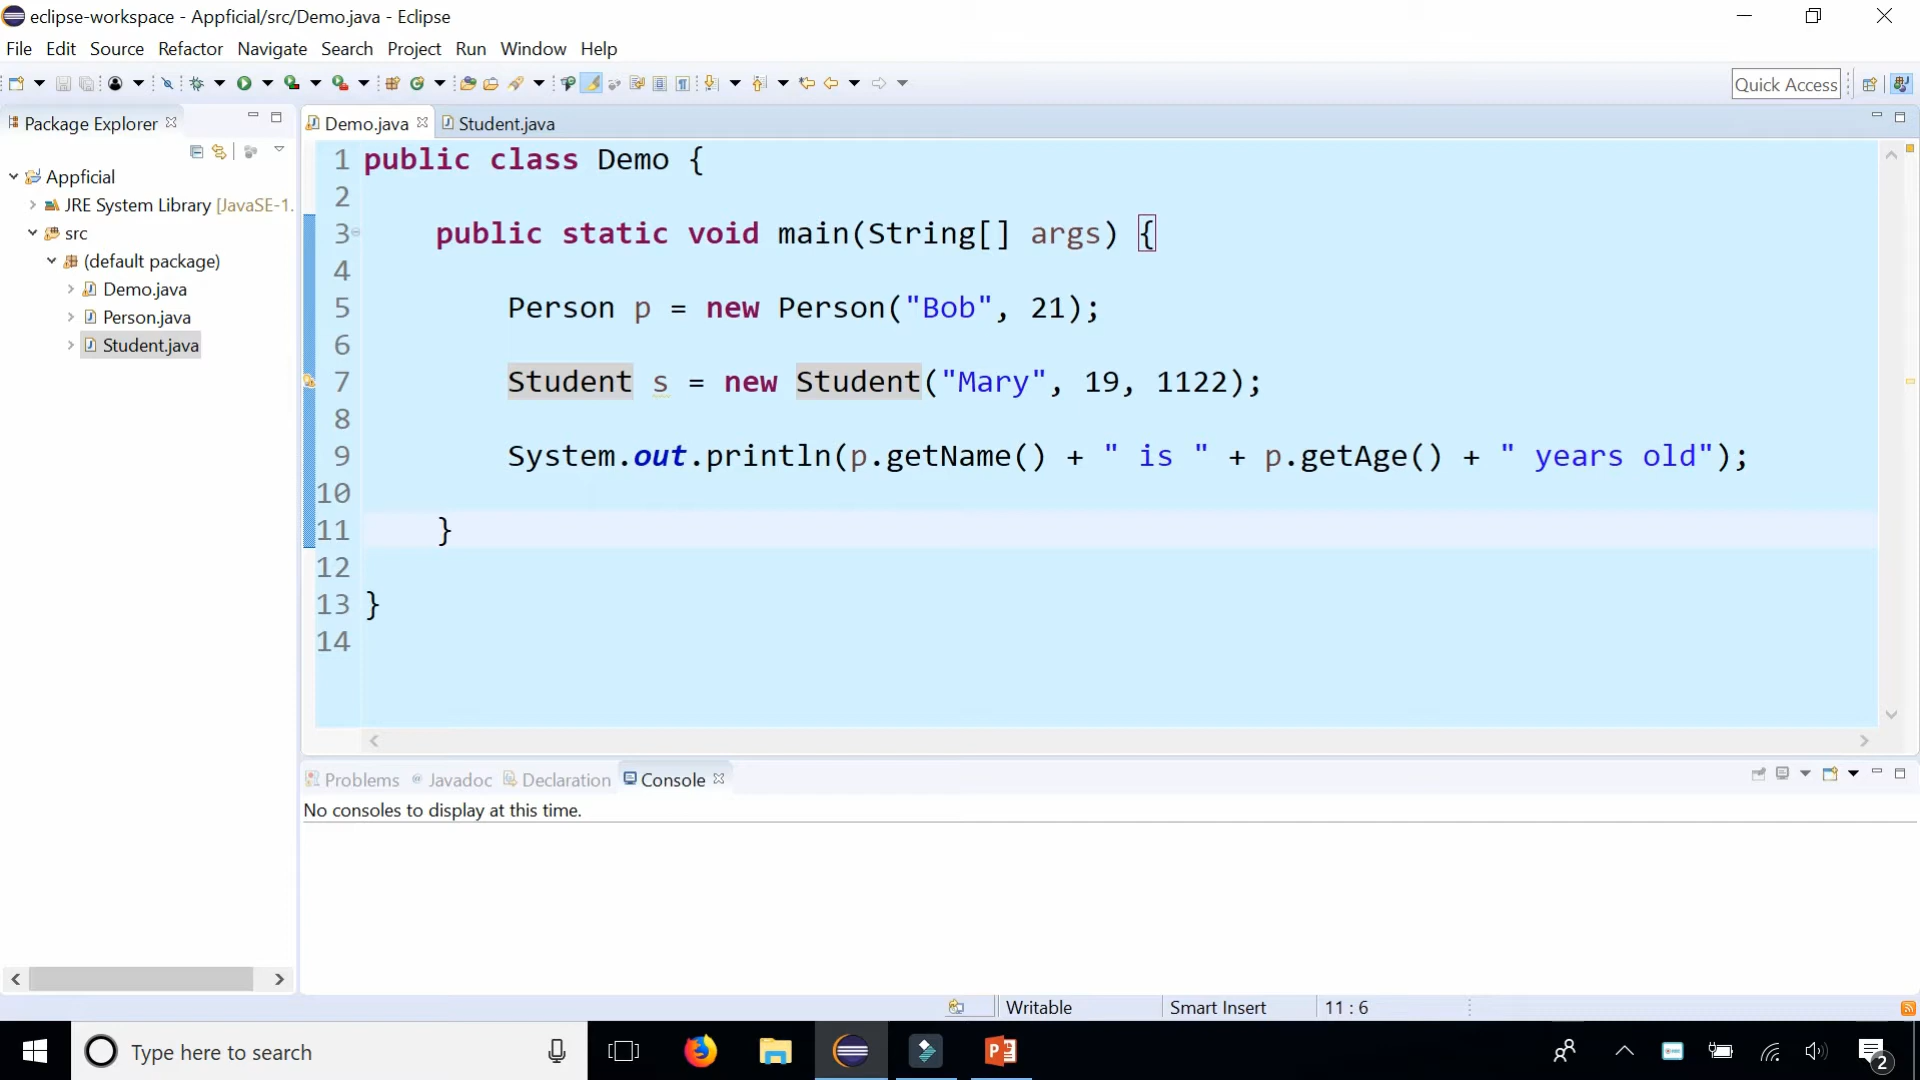 eclipse-workspace - Appficial/src/Demo.java - Eclipse
File Edit Source Refactor Navigate Search Project Run Window Help
Quick Access
Package Explorer
Demo.java Student.java
Appficial
JRE System Library [JavaSE-1.
src
(default package)
Demo.java
Person.java
Student.java
1 public class Demo {
2
3 public static void main(String[] args) {
4
5 Person p = new Person("Bob", 21);
6
7 Student s = new Student("Mary", 19, 1122);
8
9 System.out.println(p.getName() + " is " + p.getAge() + " years old");
10
11 }
12
13 }
14
Problems Javadoc Declaration Console
No consoles to display at this time.
Writable Smart Insert 11 : 6
Type here to search
2